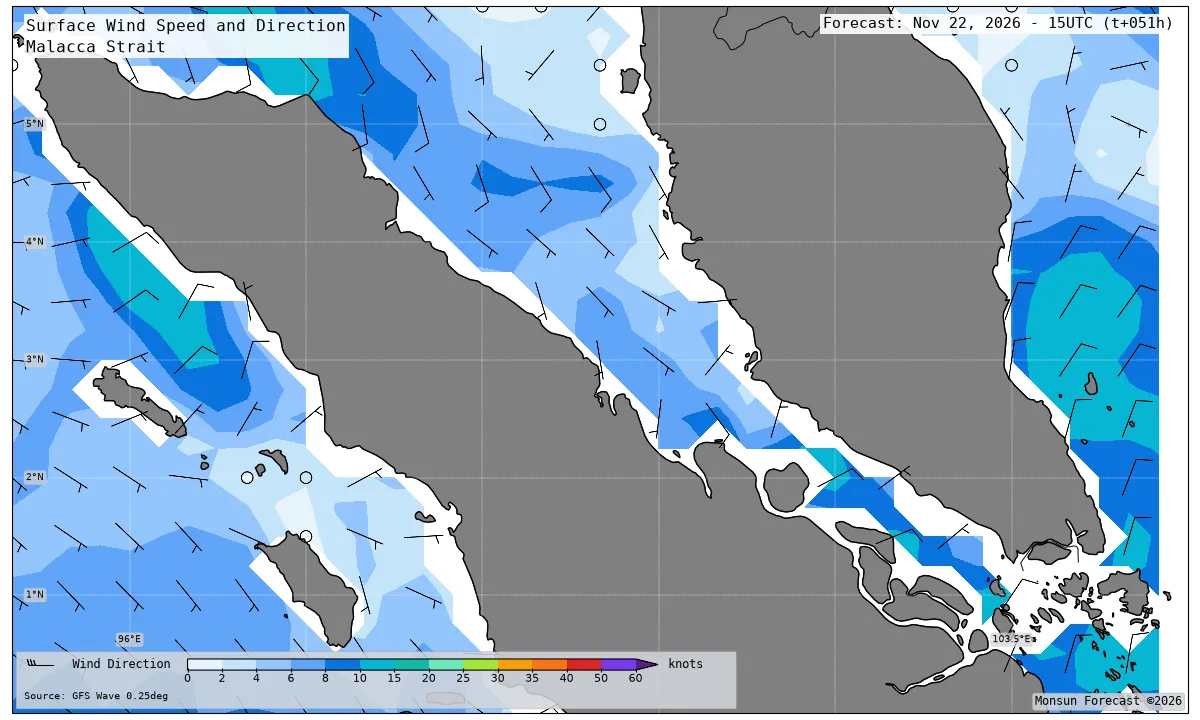 Surface Wind Speed and Direction
Malacca Strait
Forecast: Nov 22, 2026 - 15UTC (t+051h)
5°N
4°N
3°N
2°N
1°N
96°E
103.5°E
Wind Direction
0 2 4 6 8 10 15 20 25 30 35 40 50 60
knots
Source: GFS Wave 0.25deg
Monsun Forecast ©2026